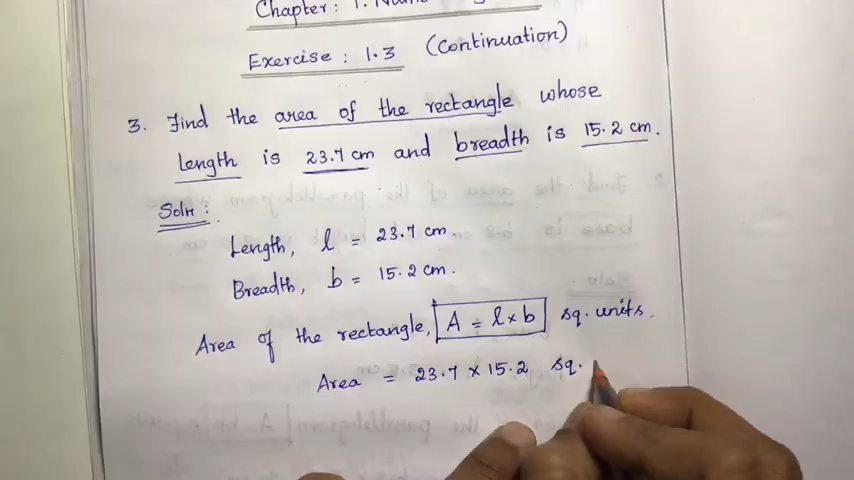 Chapter: 1.
Exercise : 1.3 (Continuation)
3. Find the area of the rectangle whose
length is 23.7 cm and breadth is 15.2 cm.
Soln :
Length, l = 23.7 cm.
Breadth, b = 15.2 cm.
Area of the rectangle, A = l × b sq. units.
Area = 23.7 × 15.2 sq.